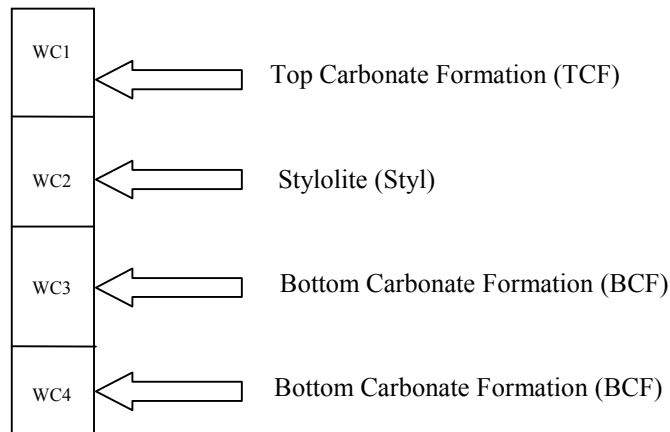 WC1
Top Carbonate Formation (TCF)
WC2
Stylolite (Styl)
WC3
Bottom Carbonate Formation (BCF)
WC4
Bottom Carbonate Formation (BCF)